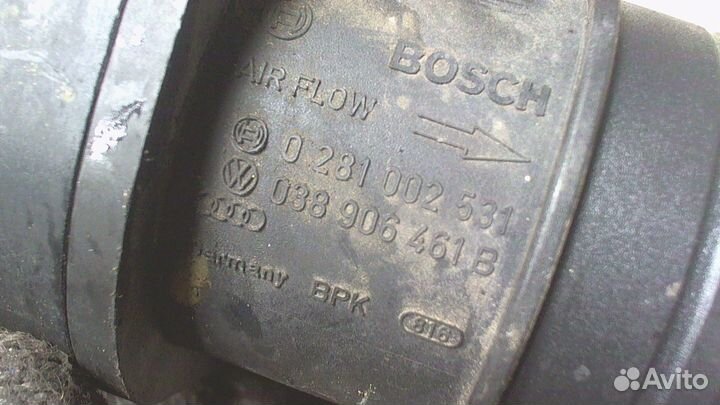 BOSCH
AIR FLOW
0 281 002 531
038 906 461 B
Germany BPK 816
Avito